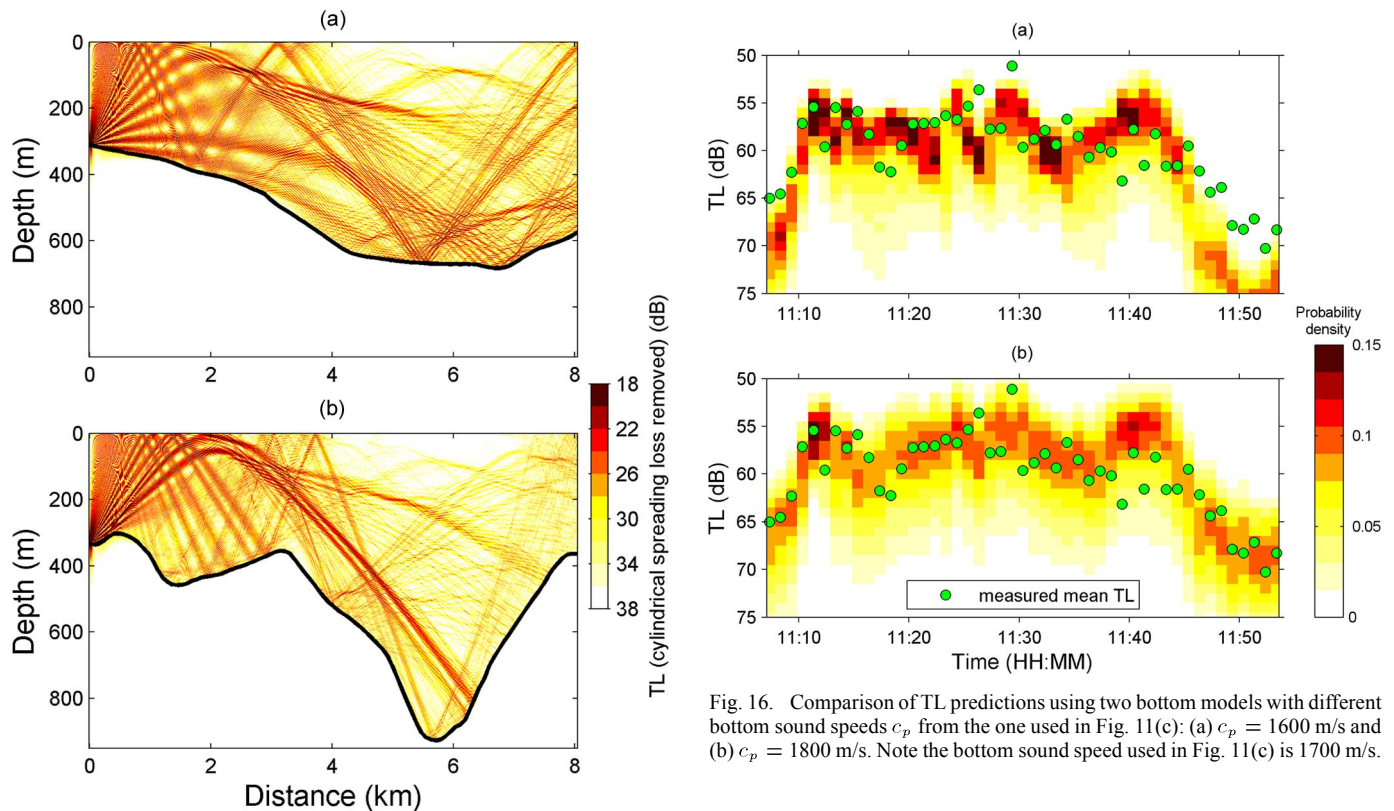 (a)
0
200
400
600
800
Depth (m)
0 2 4 6 8
(b)
0
200
400
600
800
Depth (m)
0 2 4 6 8
Distance (km)
18
22
26
30
34
38
TL (cylindrical spreading loss removed) (dB)
(a)
50
55
60
65
70
75
TL (dB)
11:10 11:20 11:30 11:40 11:50
(b)
50
55
60
65
70
75
TL (dB)
measured mean TL
11:10 11:20 11:30 11:40 11:50
Time (HH:MM)
Probability
density
0.15
0.1
0.05
0
Fig. 16. Comparison of TL predictions using two bottom models with different
bottom sound speeds c_p from the one used in Fig. 11(c): (a) c_p = 1600 m/s and
(b) c_p = 1800 m/s. Note the bottom sound speed used in Fig. 11(c) is 1700 m/s.